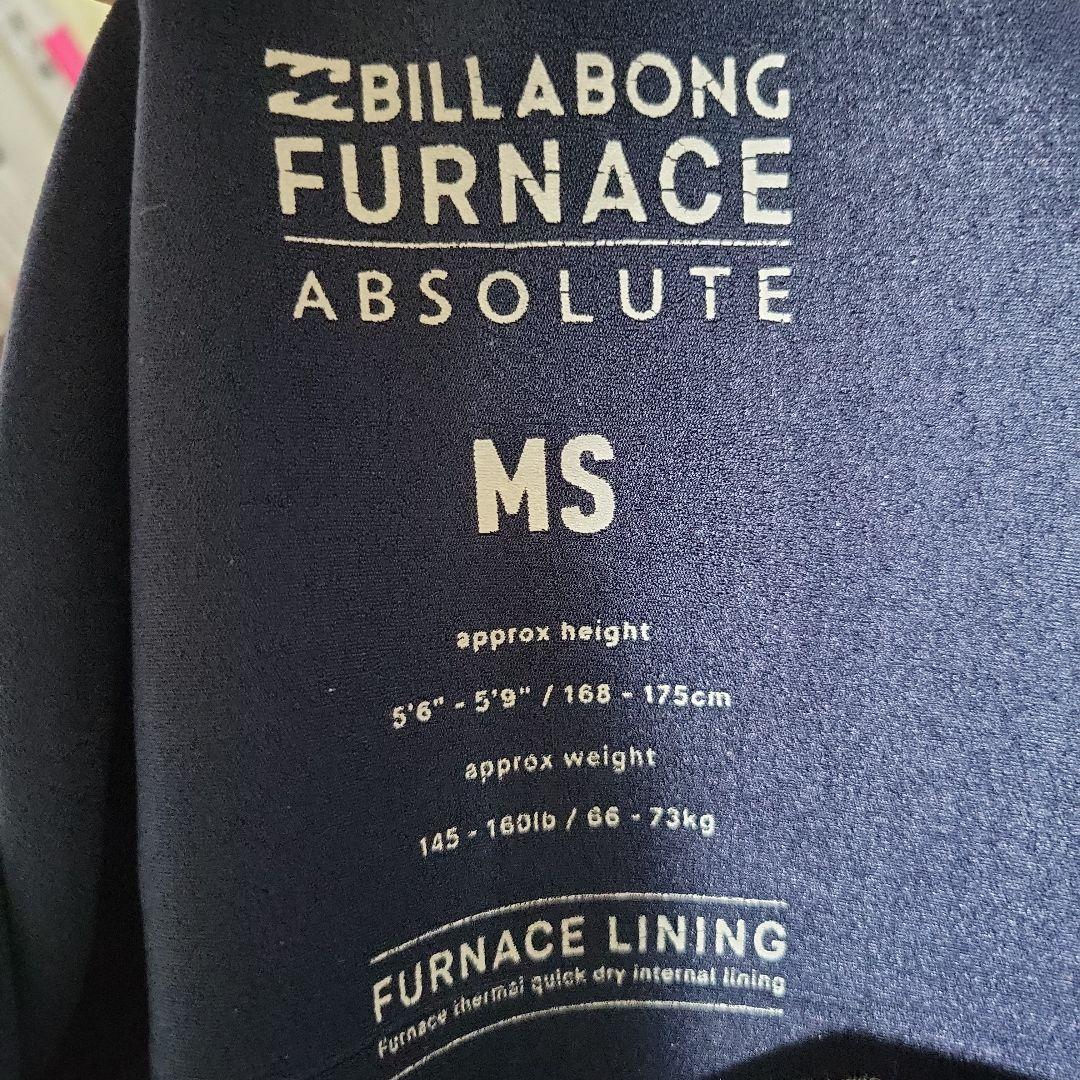 BILLABONG
FURNACE
ABSOLUTE
MS
approx height
5'6" - 5'9" / 168 - 175cm
approx weight
145 - 160lb / 66 - 73kg
FURNACE LINING
Furnace thermal quick dry internal lining